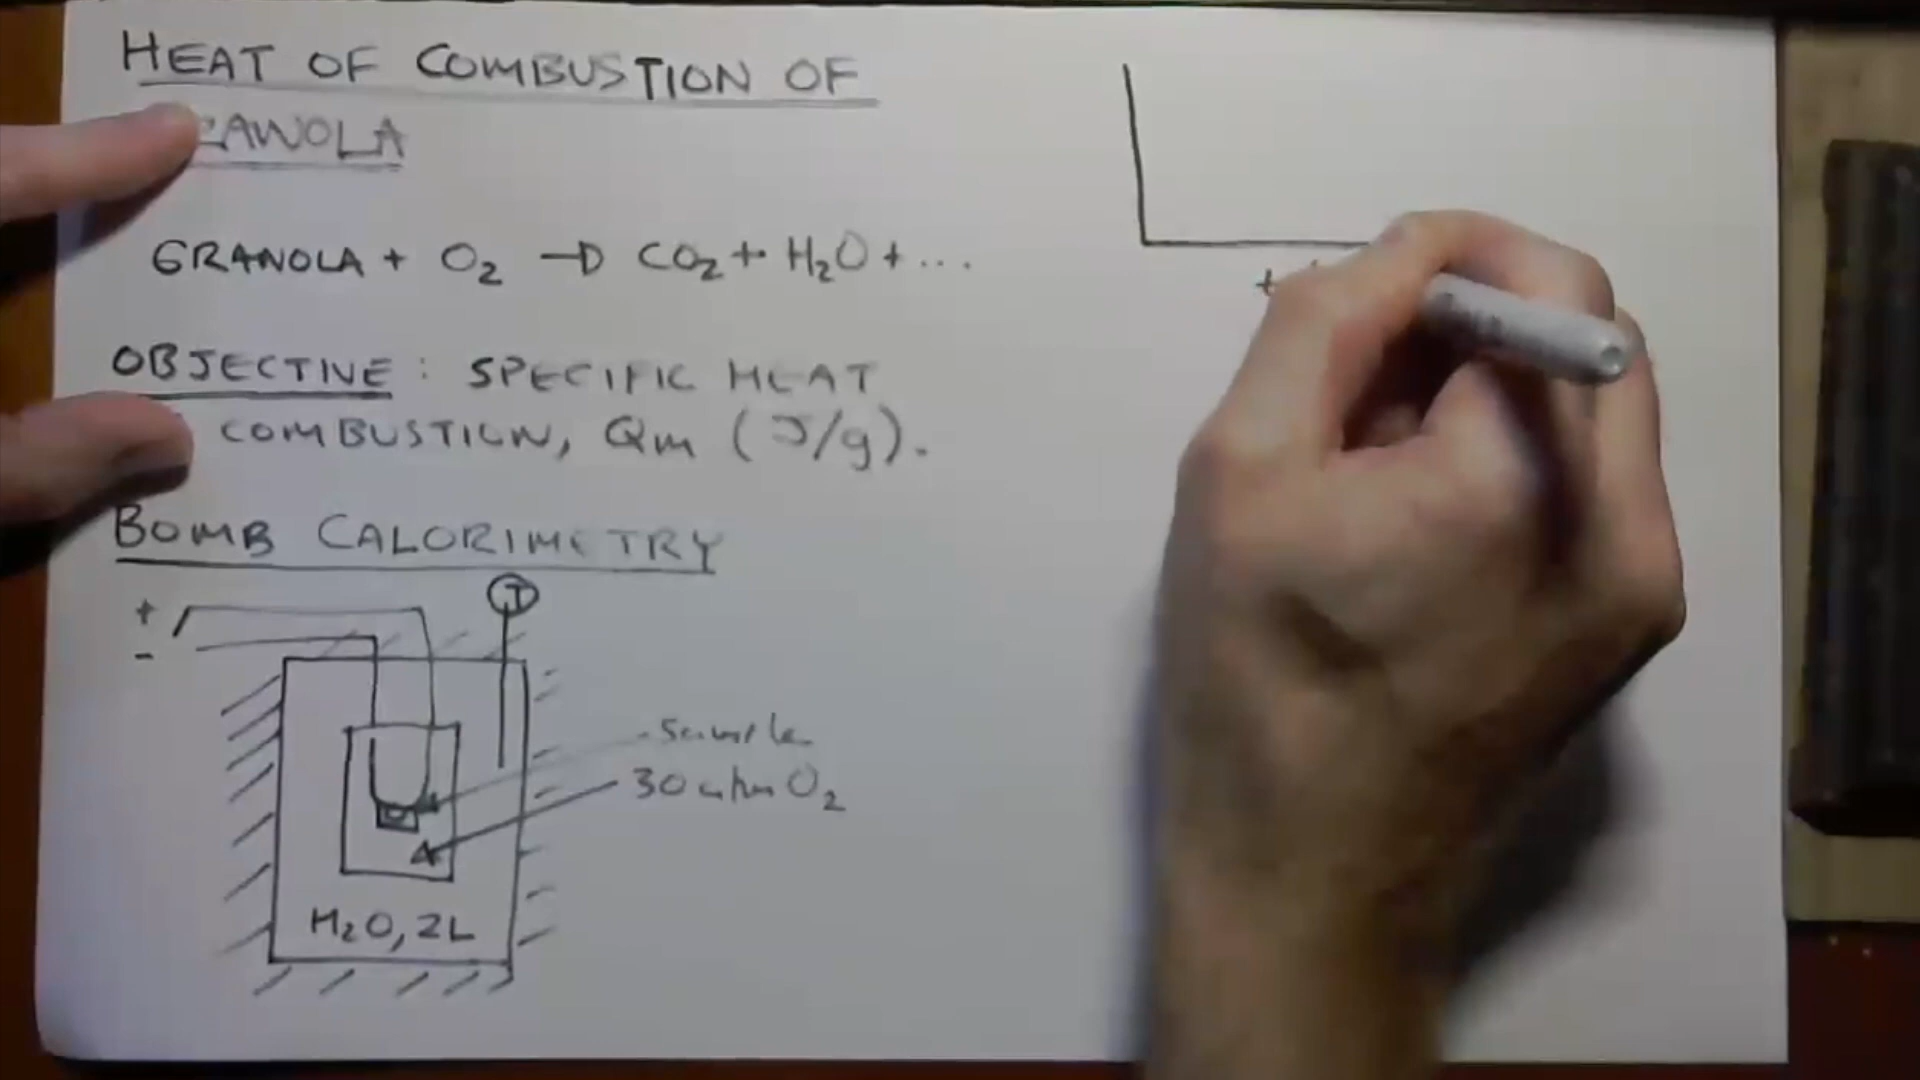 HEAT OF COMBUSTION OF
RANOLA
GRANOLA + O2 → CO2 + H2O + ...
OBJECTIVE : SPECIFIC HEAT
COMBUSTION, Qm (J/g).
BOMB CALORIMETRY
T
+
-
sample
30 atm O2
H2O, 2L
t